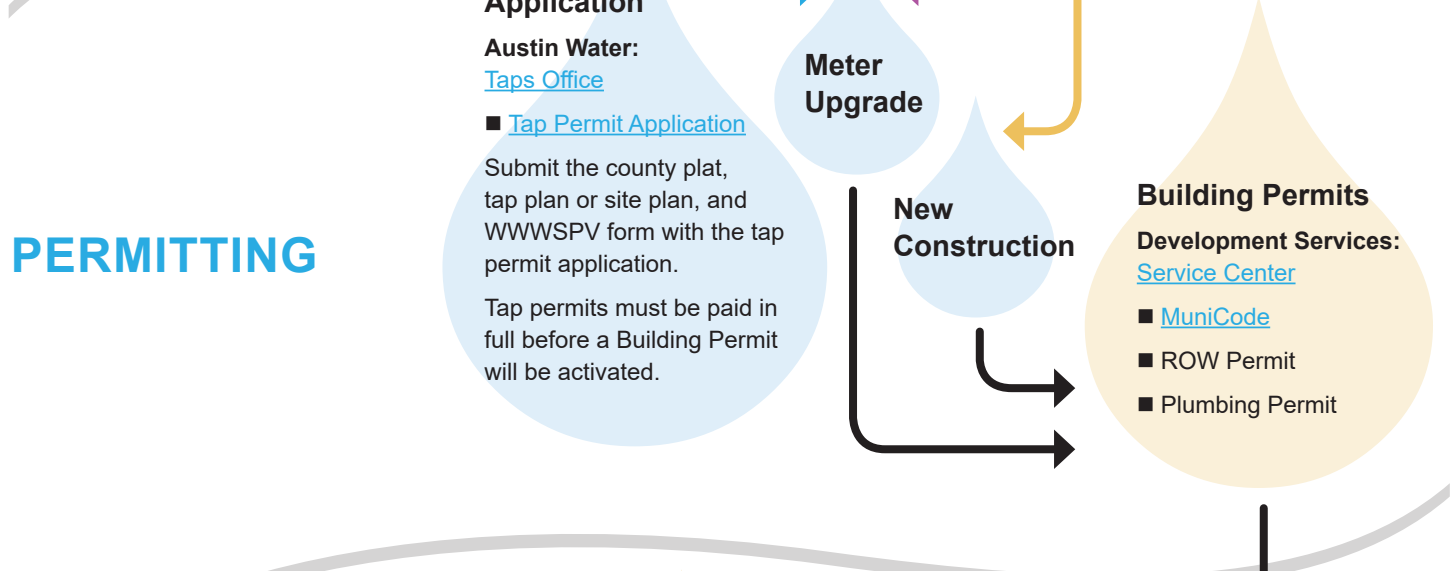 PERMITTING
Application
Austin Water:
Taps Office
■ Tap Permit Application
Submit the county plat,
tap plan or site plan, and
WWWSPV form with the tap
permit application.
Tap permits must be paid in
full before a Building Permit
will be activated.
Meter
Upgrade
New
Construction
Building Permits
Development Services:
Service Center
■ MuniCode
■ ROW Permit
■ Plumbing Permit